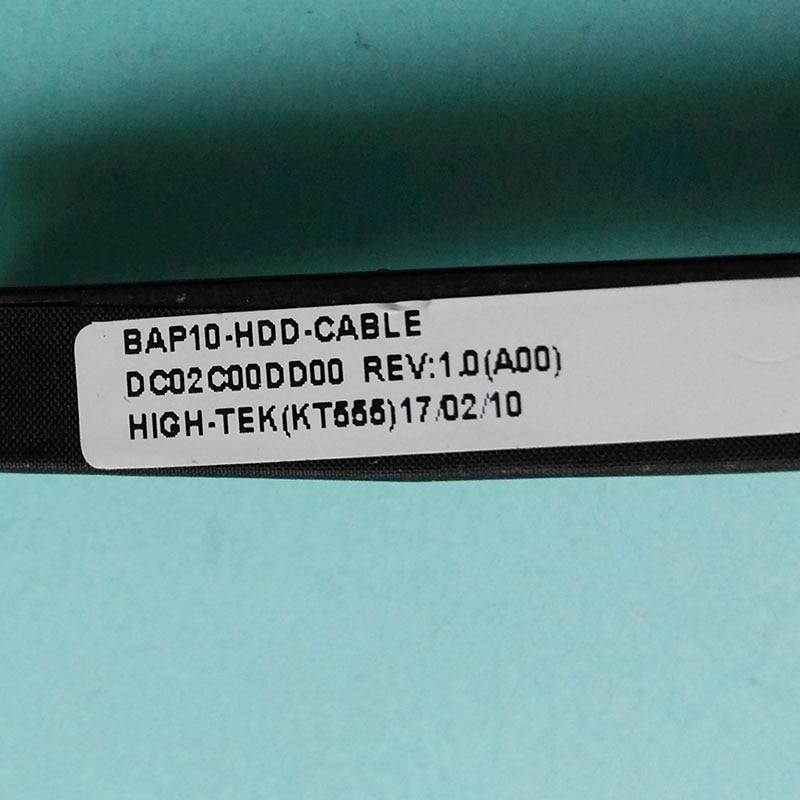 BAP10-HDD-CABLE
DC02C00DD00 REV:1.0(A00)
HIGH-TEK(KT555)17/02/10